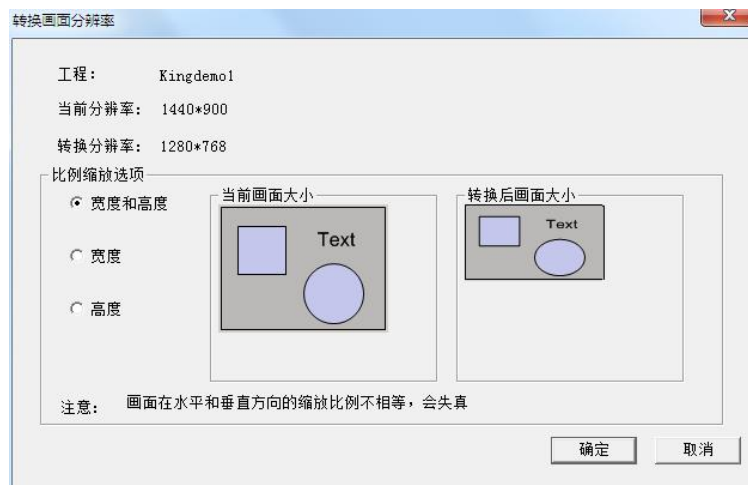 转换画面分辨率
工程： Kingdemo1
当前分辨率： 1440*900
转换分辨率： 1280*768
比例缩放选项
宽度和高度
宽度
高度
当前画面大小
Text
转换后画面大小
Text
注意： 画面在水平和垂直方向的缩放比例不相等，会失真
确定 取消